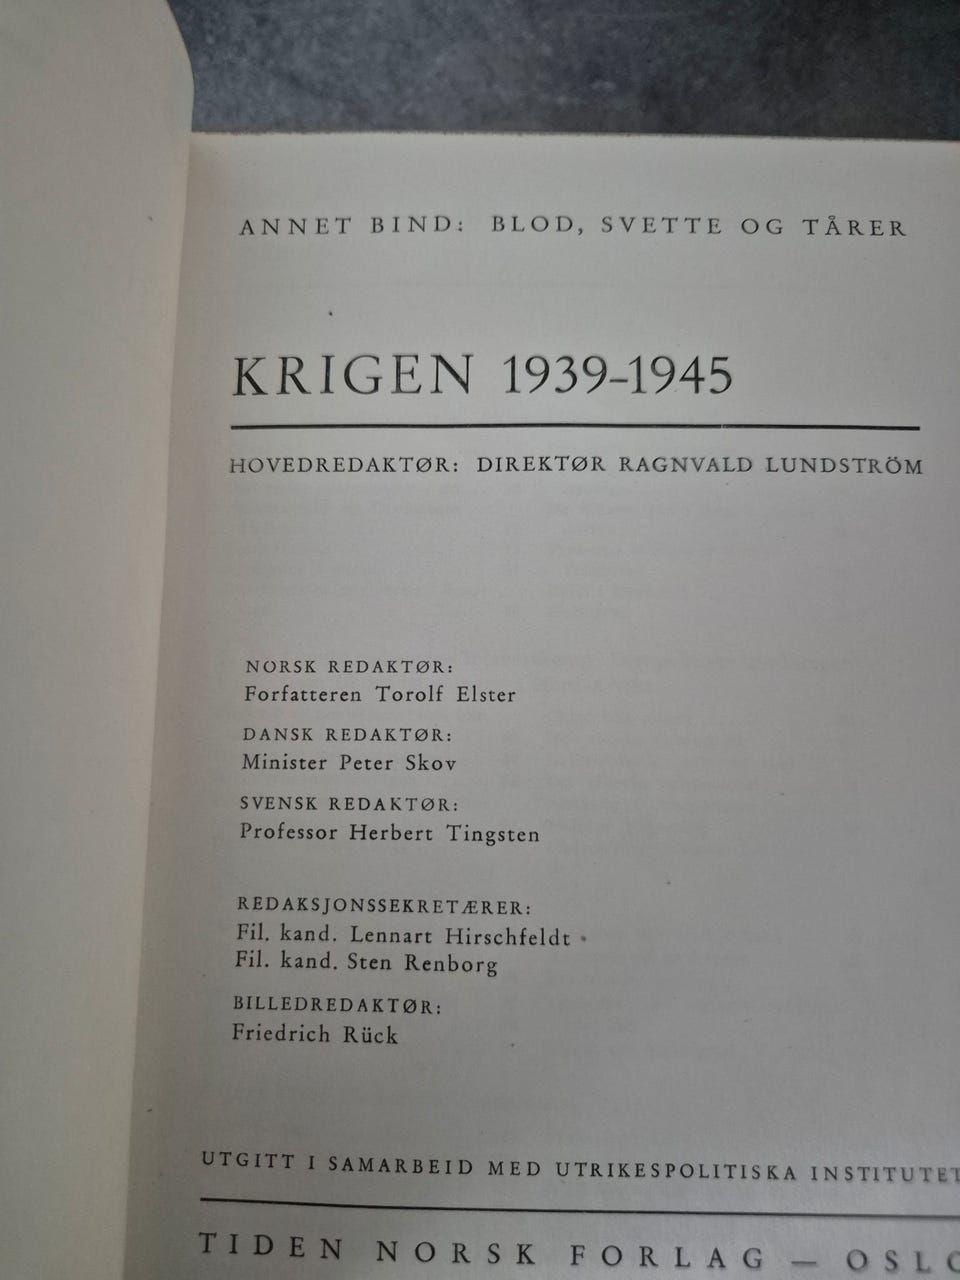 ANNET BIND: BLOD, SVETTE OG TÅRER
KRIGEN 1939–1945
HOVEDREDAKTØR: DIREKTØR RAGNVALD LUNDSTRÖM
NORSK REDAKTØR:
Forfatteren Torolf Elster
DANSK REDAKTØR:
Minister Peter Skov
SVENSK REDAKTØR:
Professor Herbert Tingsten
REDAKSJONSSEKRETÆRER:
Fil. kand. Lennart Hirschfeldt
Fil. kand. Sten Renborg
BILLEDREDAKTØR:
Friedrich Rück
UTGITT I SAMARBEID MED UTRIKESPOLITISKA INSTITUTET
TIDEN NORSK FORLAG — OSLO